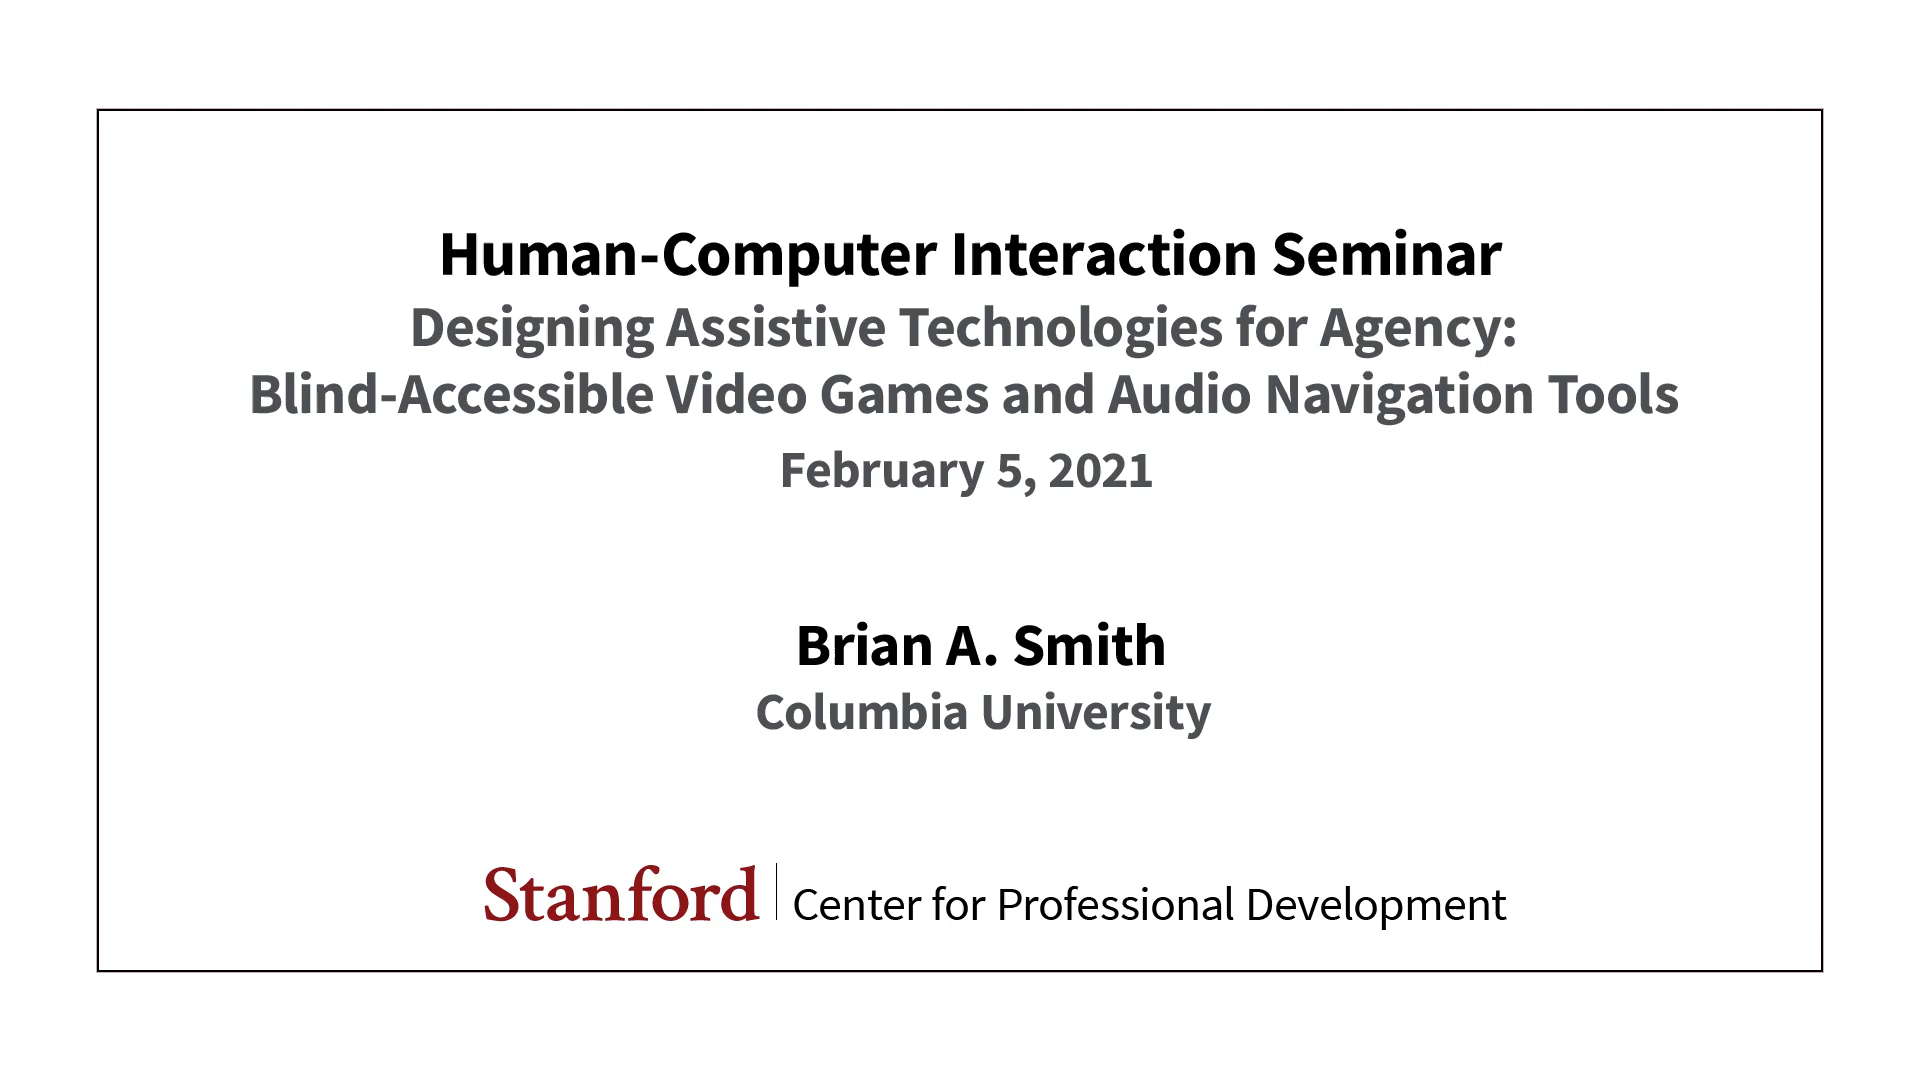 Human-Computer Interaction Seminar
Designing Assistive Technologies for Agency:
Blind-Accessible Video Games and Audio Navigation Tools
February 5, 2021
Brian A. Smith
Columbia University
Stanford | Center for Professional Development